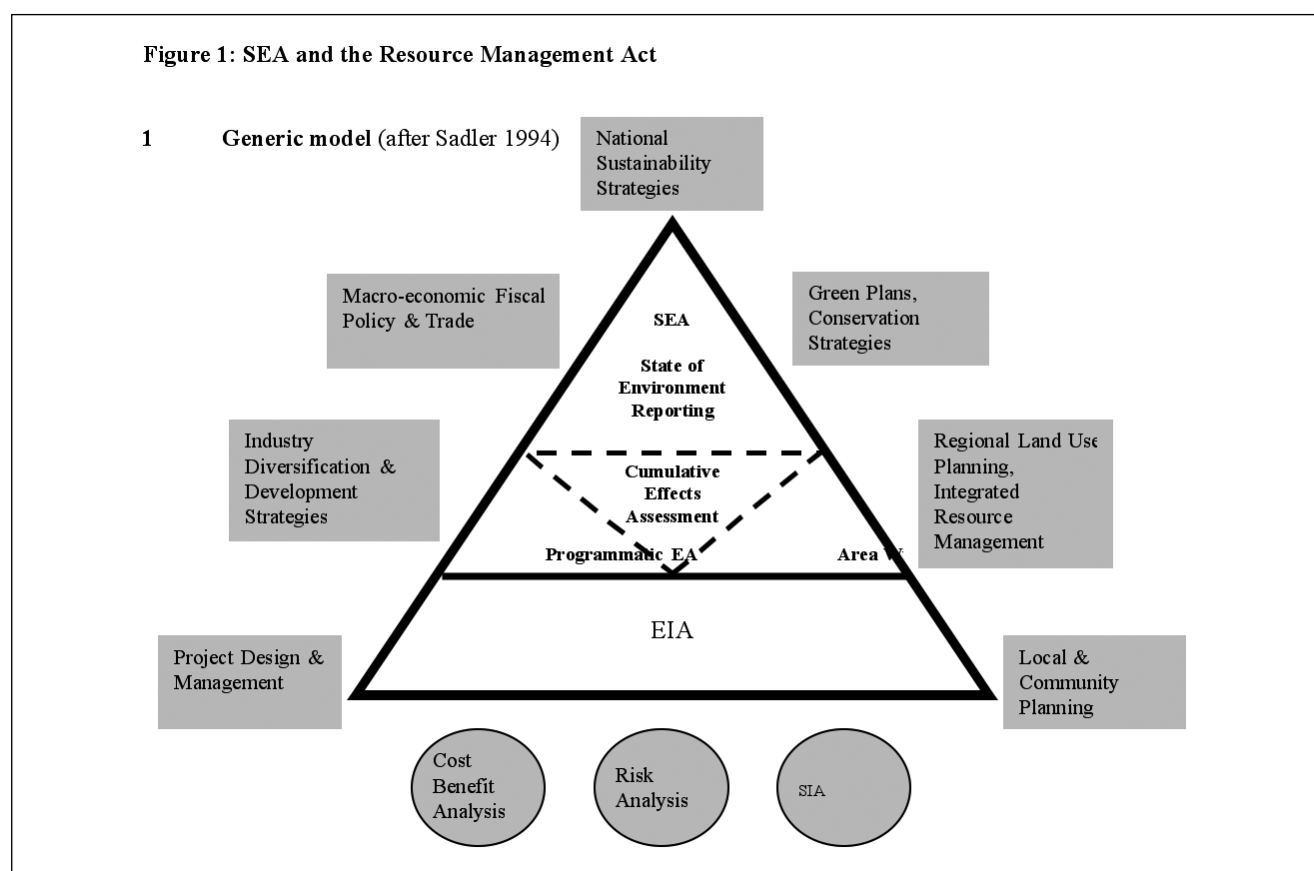 Figure 1: SEA and the Resource Management Act
1 Generic model (after Sadler 1994)
National
Sustainability
Strategies
Macro-economic Fiscal
Policy & Trade
Green Plans,
Conservation
Strategies
SEA
State of
Environment
Reporting
Industry
Diversification &
Development
Strategies
Regional Land Use
Planning,
Integrated
Resource
Management
Cumulative
Effects
Assessment
Programmatic EA
Area
EIA
Project Design &
Management
Local &
Community
Planning
Cost
Benefit
Analysis
Risk
Analysis
SIA